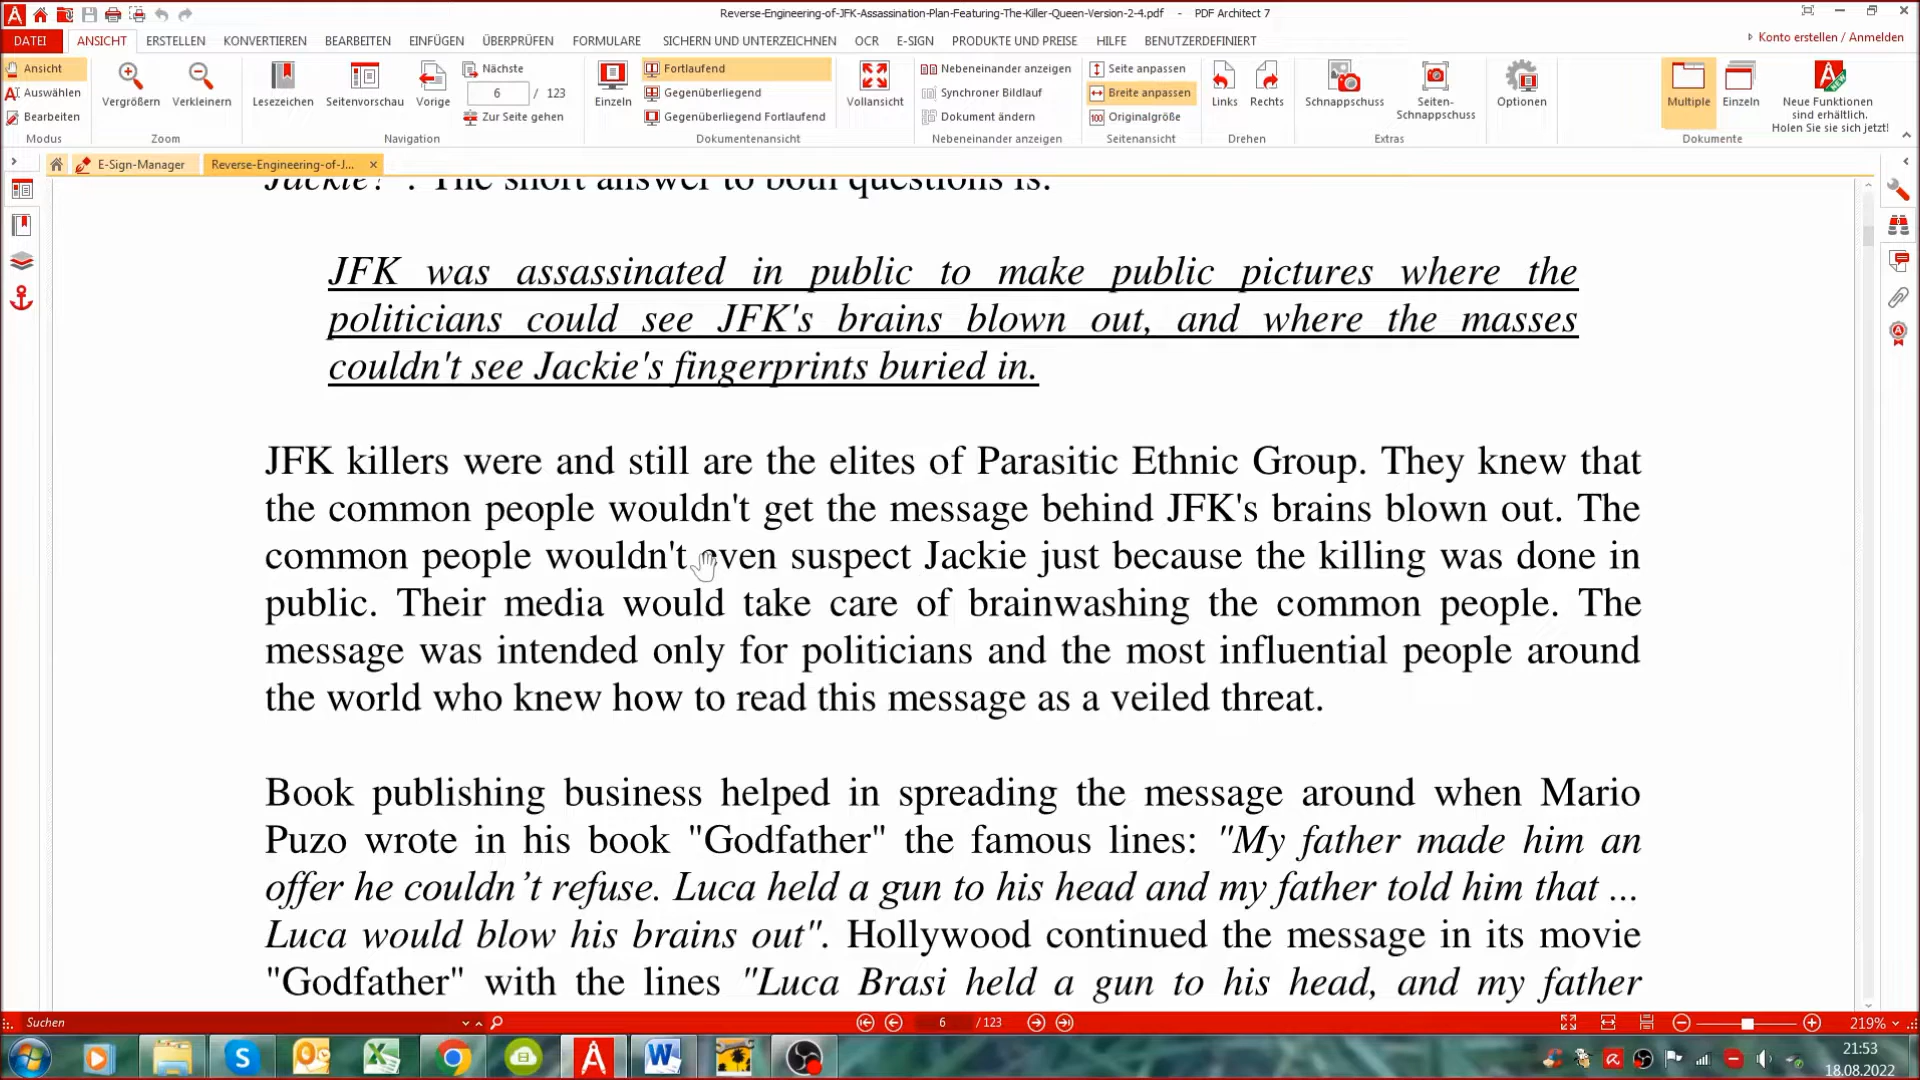 Reverse-Engineering-of-JFK-Assassination-Plan-Featuring-The-Killer-Queen-Version-2-4.pdf - PDF Architect 7
DATEI ANSICHT ERSTELLEN KONVERTIEREN BEARBEITEN EINFÜGEN ÜBERPRÜFEN FORMULARE SICHERN UND UNTERZEICHNEN OCR E-SIGN PRODUKTE UND PREISE HILFE BENUTZERDEFINIERT Konto erstellen / Anmelden
Ansicht
Auswählen
Bearbeiten
Modus
Vergrößern Verkleinern
Zoom
Lesezeichen Seitenvorschau Vorige
Nächste
6 / 123
Zur Seite gehen
Navigation
Einzeln
Fortlaufend
Gegenüberliegend
Gegenüberliegend Fortlaufend
Dokumentenansicht
Vollansicht
Nebeneinander anzeigen
Synchroner Bildlauf
Dokument ändern
Nebeneinander anzeigen
Seite anpassen
Breite anpassen
100 Originalgröße
Seitenansicht
Links Rechts
Drehen
Schnappschuss Seiten-
Schnappschuss
Extras
Optionen
Multiple Einzeln
Dokumente
Neue Funktionen
sind erhältlich.
Holen Sie sie sich jetzt!
E-Sign-Manager Reverse-Engineering-of-J...
Jackie?". The short answer to both questions is:
JFK was assassinated in public to make public pictures where the
politicians could see JFK's brains blown out, and where the masses
couldn't see Jackie's fingerprints buried in.
JFK killers were and still are the elites of Parasitic Ethnic Group. They knew that
the common people wouldn't get the message behind JFK's brains blown out. The
common people wouldn't even suspect Jackie just because the killing was done in
public. Their media would take care of brainwashing the common people. The
message was intended only for politicians and the most influential people around
the world who knew how to read this message as a veiled threat.
Book publishing business helped in spreading the message around when Mario
Puzo wrote in his book "Godfather" the famous lines: "My father made him an
offer he couldn’t refuse. Luca held a gun to his head and my father told him that ...
Luca would blow his brains out". Hollywood continued the message in its movie
"Godfather" with the lines "Luca Brasi held a gun to his head, and my father
Suchen
6 / 123
219%
21:53
18.08.2022